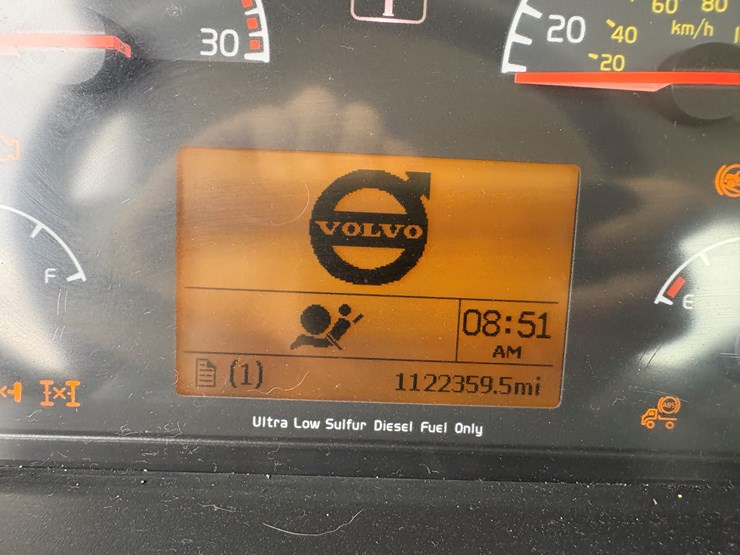 60 80
km/h
30
20
40
20
VOLVO
F
E
08:51
AM
(1)
1122359.5mi
ABS
Ultra Low Sulfur Diesel Fuel Only